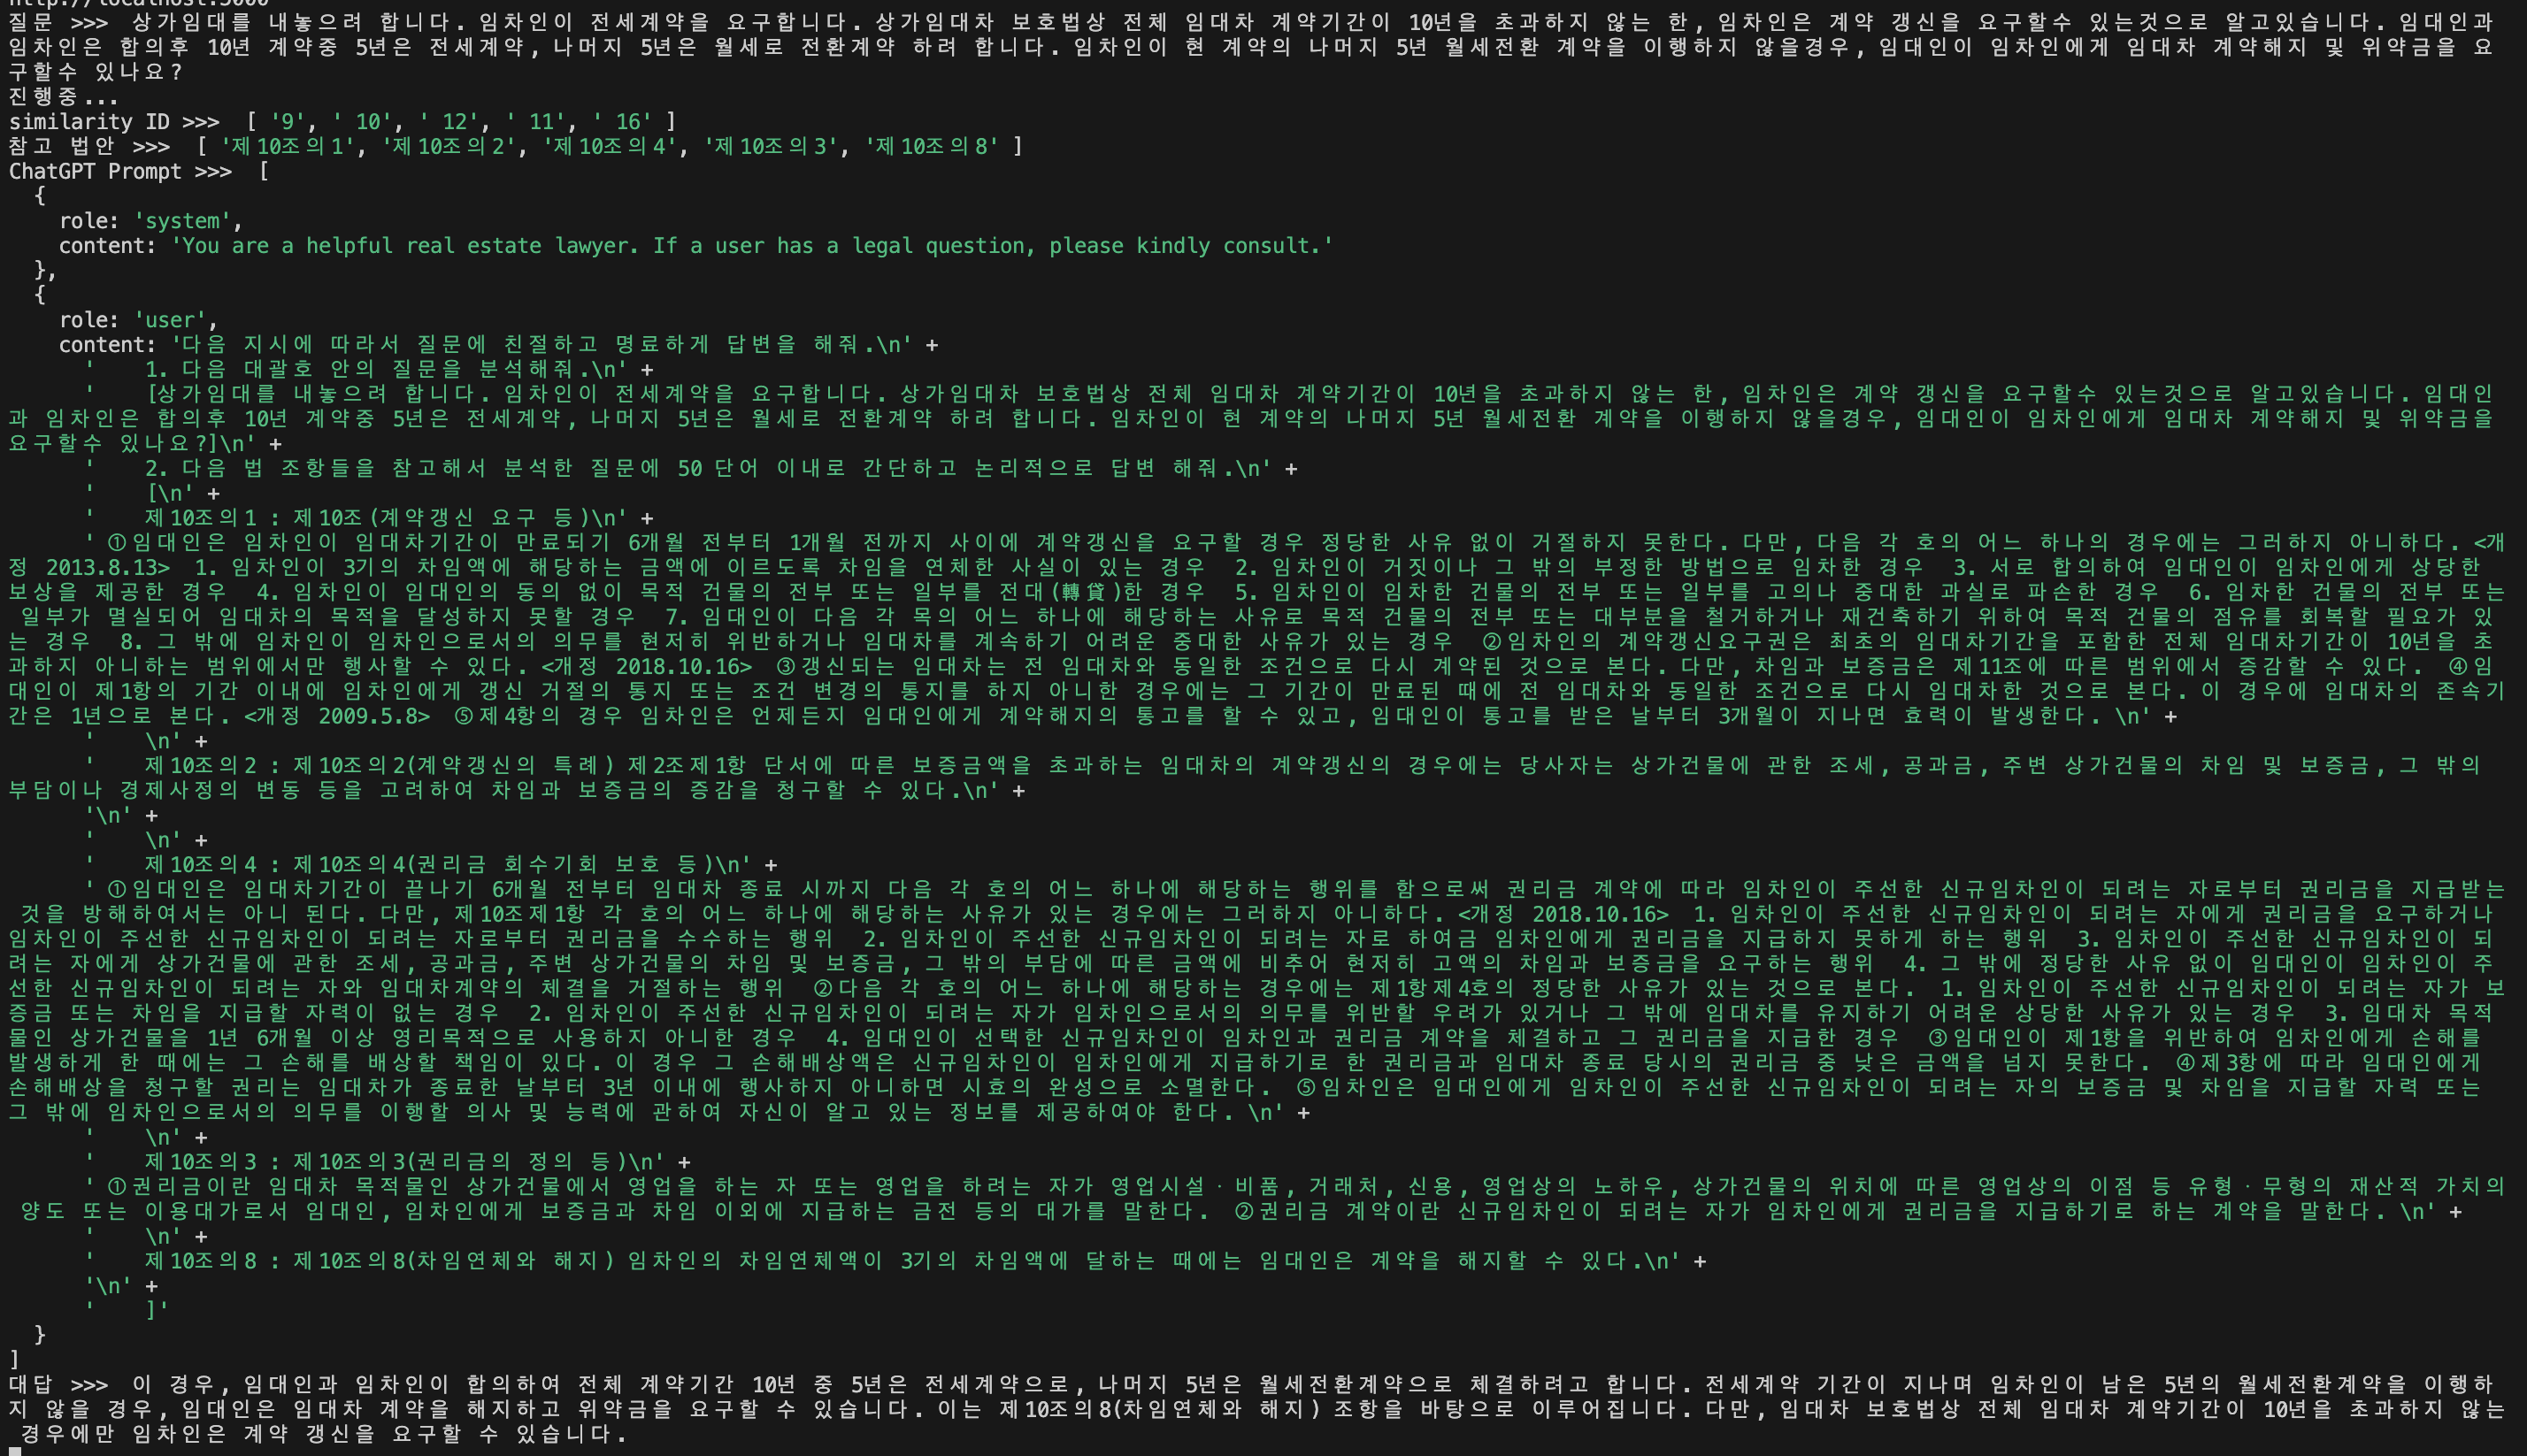 http://localhost:3000
질문 >>>  상가임대를 내놓으려 합니다. 임차인이 전세계약을 요구합니다. 상가임대차 보호법상 전체 임대차 계약기간이 10년을 초과하지 않는 한, 임차인은 계약 갱신을 요구할수 있는것으로 알고있습니다. 임대인과
임차인은 합의후 10년 계약중 5년은 전세계약, 나머지 5년은 월세로 전환계약 하려 합니다. 임차인이 현 계약의 나머지 5년 월세전환 계약을 이행하지 않을경우, 임대인이 임차인에게 임대차 계약해지 및 위약금을 요
구할수 있나요?
진행중...
similarity ID >>>  [ '9', ' 10', ' 12', ' 11', ' 16' ]
참고 법안 >>>  [ '제10조의1', '제10조의2', '제10조의4', '제10조의3', '제10조의8' ]
ChatGPT Prompt >>>  [
  {
    role: 'system',
    content: 'You are a helpful real estate lawyer. If a user has a legal question, please kindly consult.'
  },
  {
    role: 'user',
    content: '다음 지시에 따라서 질문에 친절하고 명료하게 답변을 해줘.\n' +
      '    1. 다음 대괄호 안의 질문을 분석해줘.\n' +
      '    [상가임대를 내놓으려 합니다. 임차인이 전세계약을 요구합니다. 상가임대차 보호법상 전체 임대차 계약기간이 10년을 초과하지 않는 한, 임차인은 계약 갱신을 요구할수 있는것으로 알고있습니다. 임대인
과 임차인은 합의후 10년 계약중 5년은 전세계약, 나머지 5년은 월세로 전환계약 하려 합니다. 임차인이 현 계약의 나머지 5년 월세전환 계약을 이행하지 않을경우, 임대인이 임차인에게 임대차 계약해지 및 위약금을
요구할수 있나요?]\n' +
      '    2. 다음 법 조항들을 참고해서 분석한 질문에 50 단어 이내로 간단하고 논리적으로 답변 해줘.\n' +
      '    [\n' +
      '    제10조의1 : 제10조(계약갱신 요구 등)\n' +
      ' ①임대인은 임차인이 임대차기간이 만료되기 6개월 전부터 1개월 전까지 사이에 계약갱신을 요구할 경우 정당한 사유 없이 거절하지 못한다. 다만, 다음 각 호의 어느 하나의 경우에는 그러하지 아니하다. <개
정 2013.8.13>  1. 임차인이 3기의 차임액에 해당하는 금액에 이르도록 차임을 연체한 사실이 있는 경우  2. 임차인이 거짓이나 그 밖의 부정한 방법으로 임차한 경우  3. 서로 합의하여 임대인이 임차인에게 상당한
보상을 제공한 경우  4. 임차인이 임대인의 동의 없이 목적 건물의 전부 또는 일부를 전대(轉貸)한 경우  5. 임차인이 임차한 건물의 전부 또는 일부를 고의나 중대한 과실로 파손한 경우  6. 임차한 건물의 전부 또는
 일부가 멸실되어 임대차의 목적을 달성하지 못할 경우  7. 임대인이 다음 각 목의 어느 하나에 해당하는 사유로 목적 건물의 전부 또는 대부분을 철거하거나 재건축하기 위하여 목적 건물의 점유를 회복할 필요가 있
는 경우  8. 그 밖에 임차인이 임차인으로서의 의무를 현저히 위반하거나 임대차를 계속하기 어려운 중대한 사유가 있는 경우  ②임차인의 계약갱신요구권은 최초의 임대차기간을 포함한 전체 임대차기간이 10년을 초
과하지 아니하는 범위에서만 행사할 수 있다. <개정 2018.10.16>  ③갱신되는 임대차는 전 임대차와 동일한 조건으로 다시 계약된 것으로 본다. 다만, 차임과 보증금은 제11조에 따른 범위에서 증감할 수 있다.  ④임
대인이 제1항의 기간 이내에 임차인에게 갱신 거절의 통지 또는 조건 변경의 통지를 하지 아니한 경우에는 그 기간이 만료된 때에 전 임대차와 동일한 조건으로 다시 임대차한 것으로 본다. 이 경우에 임대차의 존속기
간은 1년으로 본다. <개정 2009.5.8>  ⑤제4항의 경우 임차인은 언제든지 임대인에게 계약해지의 통고를 할 수 있고, 임대인이 통고를 받은 날부터 3개월이 지나면 효력이 발생한다. \n' +
      '    \n' +
      '    제10조의2 : 제10조의2(계약갱신의 특례) 제2조제1항 단서에 따른 보증금액을 초과하는 임대차의 계약갱신의 경우에는 당사자는 상가건물에 관한 조세, 공과금, 주변 상가건물의 차임 및 보증금, 그 밖의
부담이나 경제사정의 변동 등을 고려하여 차임과 보증금의 증감을 청구할 수 있다.\n' +
      '\n' +
      '    \n' +
      '    제10조의4 : 제10조의4(권리금 회수기회 보호 등)\n' +
      ' ①임대인은 임대차기간이 끝나기 6개월 전부터 임대차 종료 시까지 다음 각 호의 어느 하나에 해당하는 행위를 함으로써 권리금 계약에 따라 임차인이 주선한 신규임차인이 되려는 자로부터 권리금을 지급받는
 것을 방해하여서는 아니 된다. 다만, 제10조제1항 각 호의 어느 하나에 해당하는 사유가 있는 경우에는 그러하지 아니하다. <개정 2018.10.16>  1. 임차인이 주선한 신규임차인이 되려는 자에게 권리금을 요구하거나
임차인이 주선한 신규임차인이 되려는 자로부터 권리금을 수수하는 행위  2. 임차인이 주선한 신규임차인이 되려는 자로 하여금 임차인에게 권리금을 지급하지 못하게 하는 행위  3. 임차인이 주선한 신규임차인이 되
려는 자에게 상가건물에 관한 조세, 공과금, 주변 상가건물의 차임 및 보증금, 그 밖의 부담에 따른 금액에 비추어 현저히 고액의 차임과 보증금을 요구하는 행위  4. 그 밖에 정당한 사유 없이 임대인이 임차인이 주
선한 신규임차인이 되려는 자와 임대차계약의 체결을 거절하는 행위  ②다음 각 호의 어느 하나에 해당하는 경우에는 제1항제4호의 정당한 사유가 있는 것으로 본다.  1. 임차인이 주선한 신규임차인이 되려는 자가 보
증금 또는 차임을 지급할 자력이 없는 경우  2. 임차인이 주선한 신규임차인이 되려는 자가 임차인으로서의 의무를 위반할 우려가 있거나 그 밖에 임대차를 유지하기 어려운 상당한 사유가 있는 경우  3. 임대차 목적
물인 상가건물을 1년 6개월 이상 영리목적으로 사용하지 아니한 경우  4. 임대인이 선택한 신규임차인이 임차인과 권리금 계약을 체결하고 그 권리금을 지급한 경우  ③임대인이 제1항을 위반하여 임차인에게 손해를
발생하게 한 때에는 그 손해를 배상할 책임이 있다. 이 경우 그 손해배상액은 신규임차인이 임차인에게 지급하기로 한 권리금과 임대차 종료 당시의 권리금 중 낮은 금액을 넘지 못한다.  ④제3항에 따라 임대인에게
손해배상을 청구할 권리는 임대차가 종료한 날부터 3년 이내에 행사하지 아니하면 시효의 완성으로 소멸한다.  ⑤임차인은 임대인에게 임차인이 주선한 신규임차인이 되려는 자의 보증금 및 차임을 지급할 자력 또는
그 밖에 임차인으로서의 의무를 이행할 의사 및 능력에 관하여 자신이 알고 있는 정보를 제공하여야 한다. \n' +
      '    \n' +
      '    제10조의3 : 제10조의3(권리금의 정의 등)\n' +
      ' ①권리금이란 임대차 목적물인 상가건물에서 영업을 하는 자 또는 영업을 하려는 자가 영업시설ㆍ비품, 거래처, 신용, 영업상의 노하우, 상가건물의 위치에 따른 영업상의 이점 등 유형ㆍ무형의 재산적 가치의
 양도 또는 이용대가로서 임대인, 임차인에게 보증금과 차임 이외에 지급하는 금전 등의 대가를 말한다.  ②권리금 계약이란 신규임차인이 되려는 자가 임차인에게 권리금을 지급하기로 하는 계약을 말한다. \n' +
      '    \n' +
      '    제10조의8 : 제10조의8(차임연체와 해지) 임차인의 차임연체액이 3기의 차임액에 달하는 때에는 임대인은 계약을 해지할 수 있다.\n' +
      '\n' +
      '    ]'
  }
]
대답 >>>  이 경우, 임대인과 임차인이 합의하여 전체 계약기간 10년 중 5년은 전세계약으로, 나머지 5년은 월세전환계약으로 체결하려고 합니다. 전세계약 기간이 지나며 임차인이 남은 5년의 월세전환계약을 이행하
지 않을 경우, 임대인은 임대차 계약을 해지하고 위약금을 요구할 수 있습니다. 이는 제10조의8(차임연체와 해지) 조항을 바탕으로 이루어집니다. 다만, 임대차 보호법상 전체 임대차 계약기간이 10년을 초과하지 않는
 경우에만 임차인은 계약 갱신을 요구할 수 있습니다.